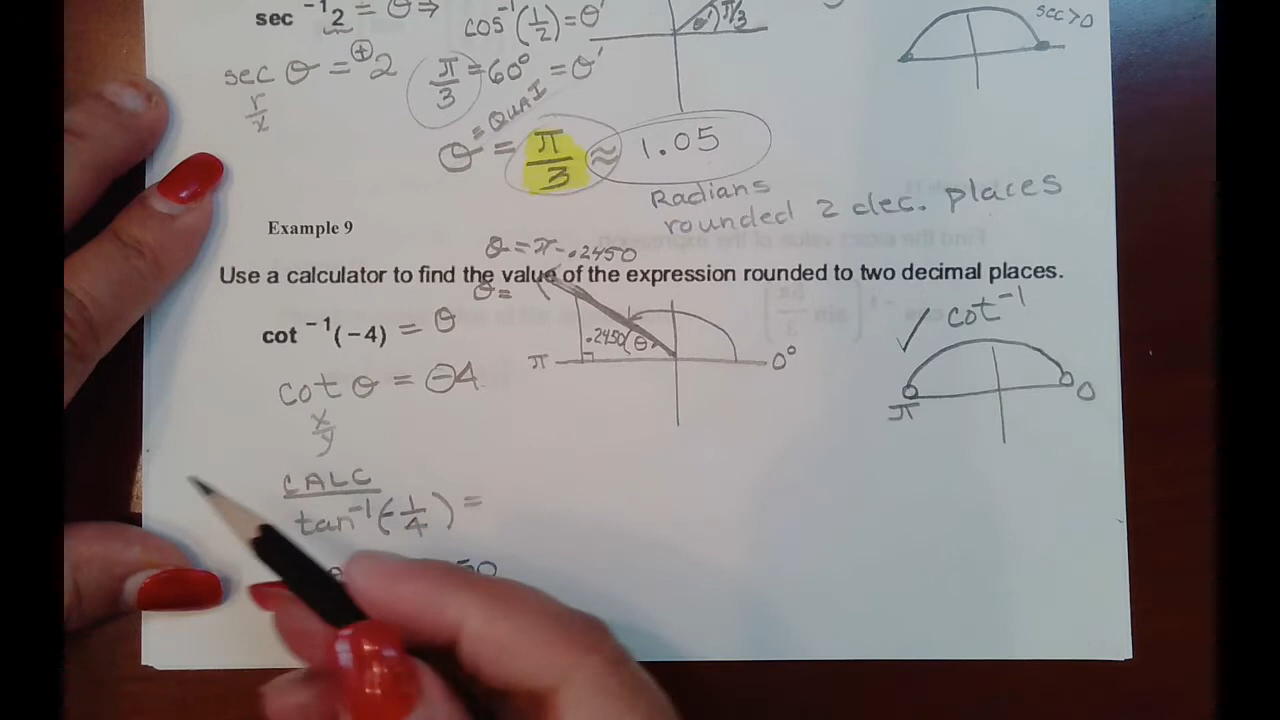 sec ⁻¹2 = θ ⇒
cos⁻¹(1/2) = θ'
θ') π/3
sec > 0
sec θ = ⊕2
r/x
π/3 = 60° = θ'
= QUA I
θ = π/3 ≈ 1.05
Radians
rounded 2 dec. places
Example 9
θ = π - .2450
Use a calculator to find the value of the expression rounded to two decimal places.
θ =
cot ⁻¹(−4) = θ
cot θ = ⊖4
x/y
π
.2450 (θ
0°
✓ cot⁻¹
π
0
CALC
tan⁻¹(-1/4) =
50